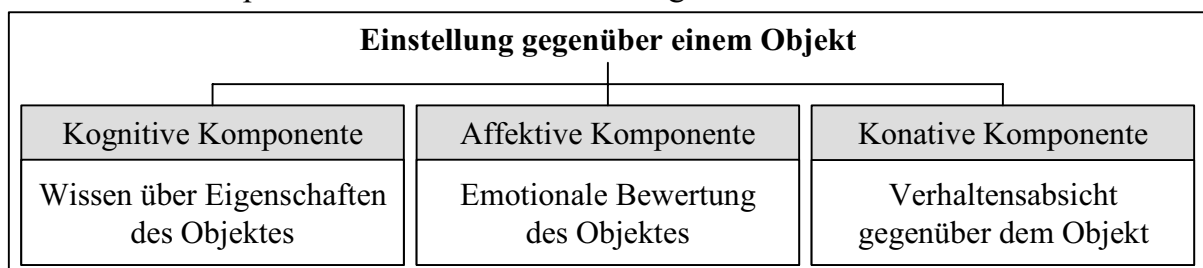 Einstellung gegenüber einem Objekt
Kognitive Komponente
Affektive Komponente
Konative Komponente
Wissen über Eigenschaften
des Objektes
Emotionale Bewertung
des Objektes
Verhaltensabsicht
gegenüber dem Objekt